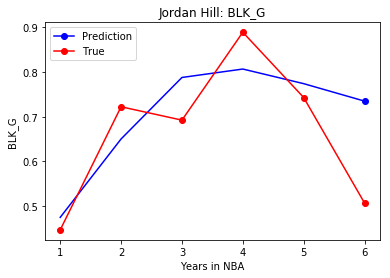 Jordan Hill: BLK_G
Prediction
True
BLK_G
0.9
0.8
0.7
0.6
0.5
1 2 3 4 5 6
Years in NBA